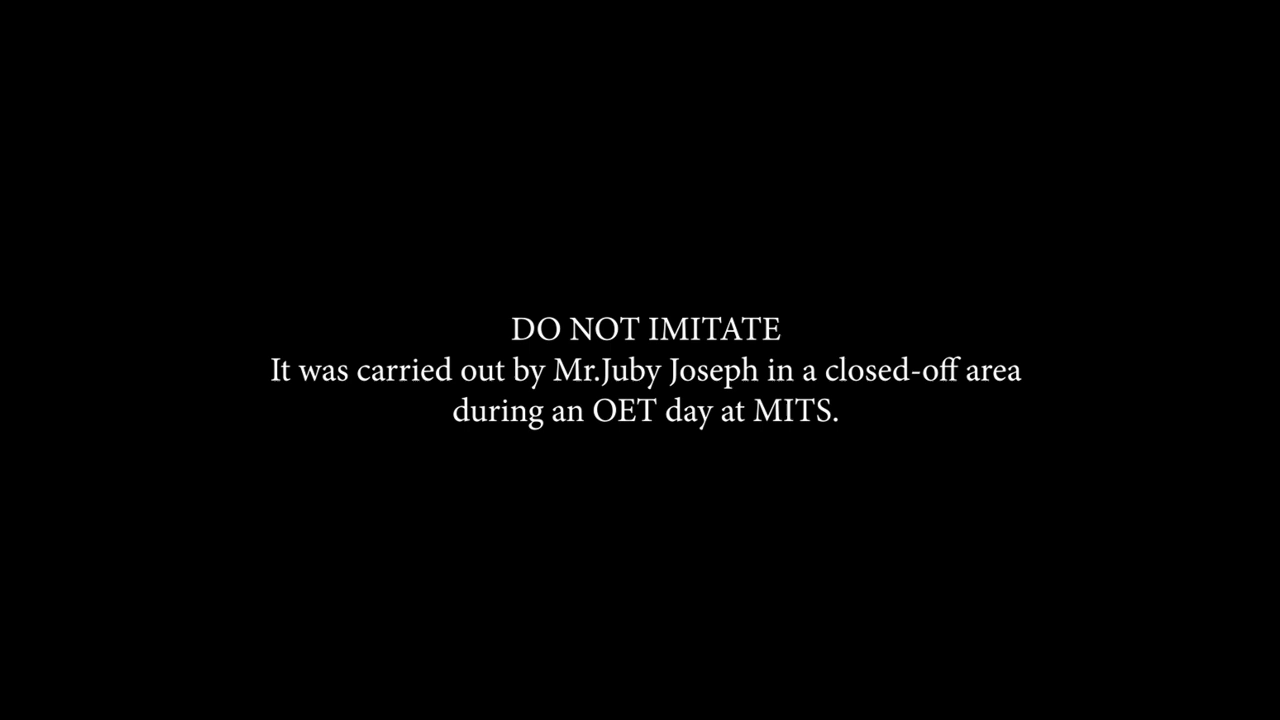 DO NOT IMITATE
It was carried out by Mr.Juby Joseph in a closed-off area
during an OET day at MITS.